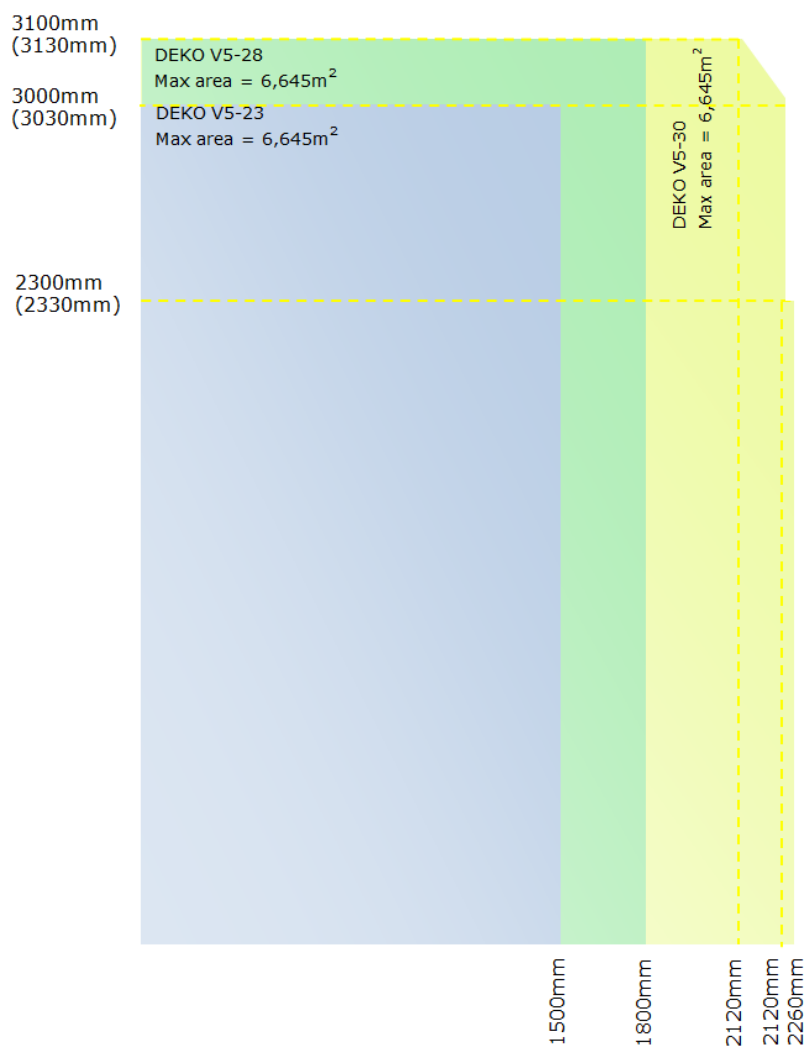 3100mm
(3130mm)
DEKO V5-28
Max area = 6,645m²
3000mm
(3030mm)
DEKO V5-23
Max area = 6,645m²
DEKO V5-30
Max area = 6,645m²
2300mm
(2330mm)
1500mm
1800mm
2120mm
2120mm
2260mm